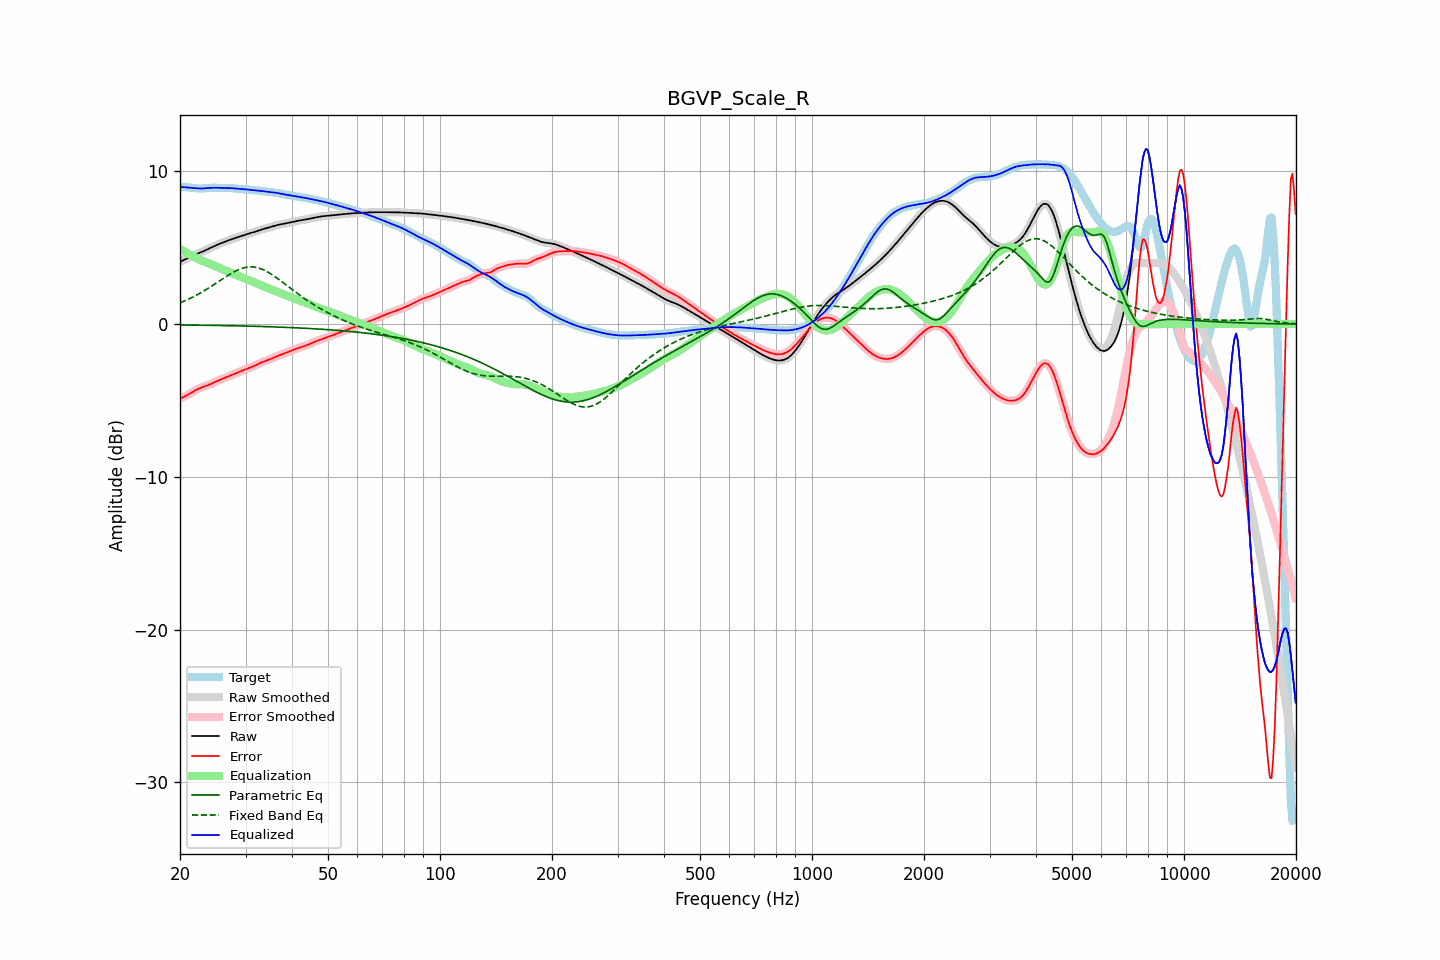 BGVP_Scale_R
Amplitude (dBr)
10
0
−10
−20
−30
Target
Raw Smoothed
Error Smoothed
Raw
Error
Equalization
Parametric Eq
Fixed Band Eq
Equalized
20 50 100 200 500 1000 2000 5000 10000 20000
Frequency (Hz)